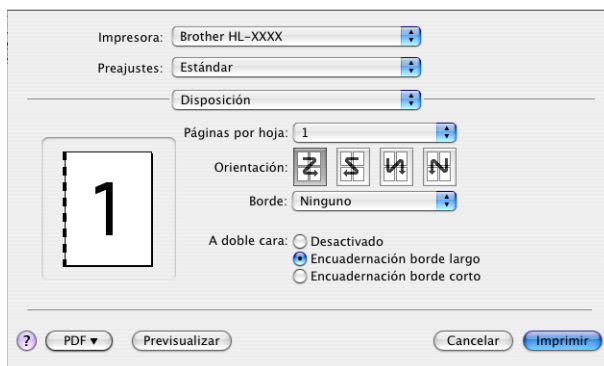 Impresora: Brother HL-XXXX
Preajustes: Estándar
Disposición
Páginas por hoja: 1
Orientación:
Borde: Ninguno
1
A doble cara: Desactivado
Encuadernación borde largo
Encuadernación borde corto
? PDF ▼ Previsualizar Cancelar Imprimir